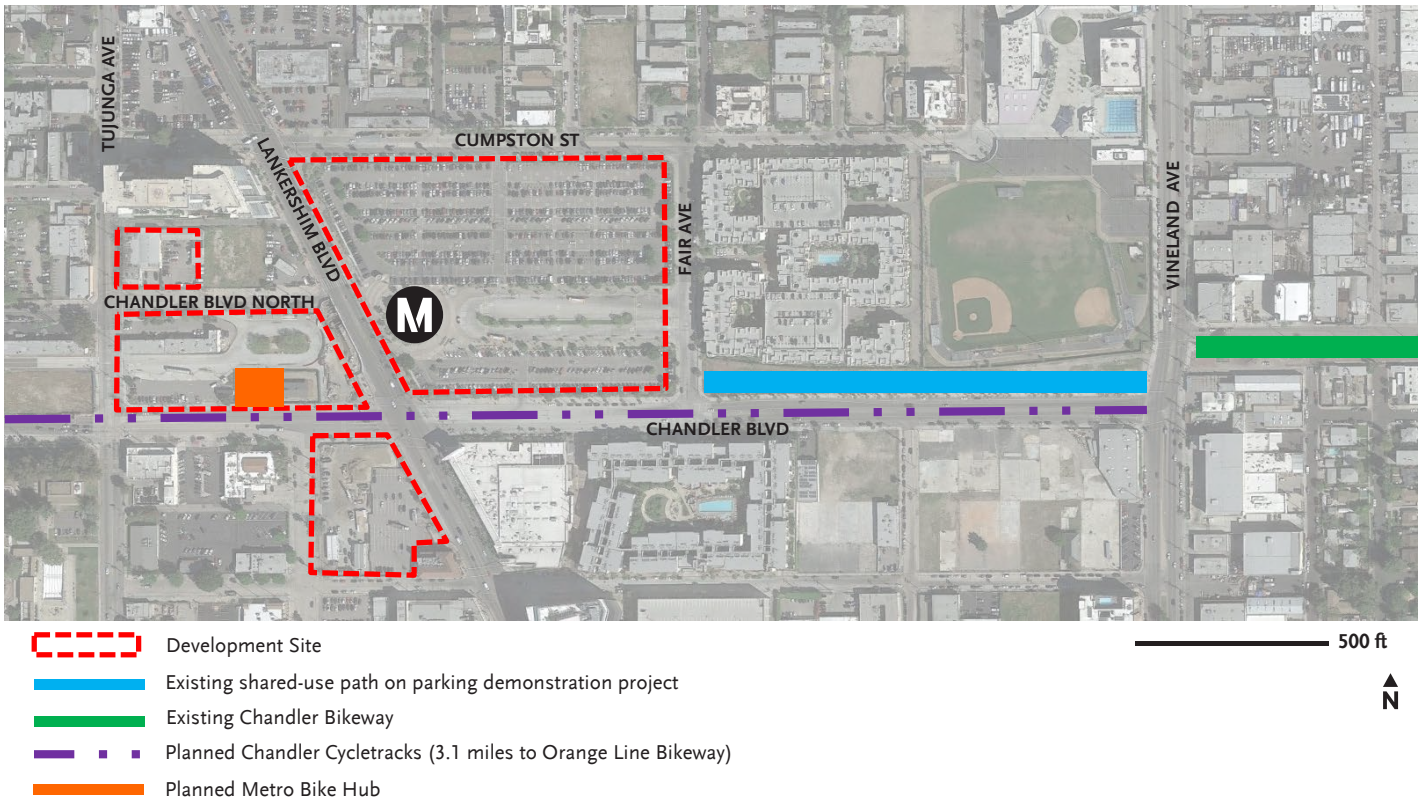 TUJUNGA AVE
LANKERSHIM BLVD
CUMPSTON ST
FAIR AVE
VINELAND AVE
CHANDLER BLVD NORTH
M
CHANDLER BLVD
Development Site
500 ft
Existing shared-use path on parking demonstration project
N
Existing Chandler Bikeway
Planned Chandler Cycletracks (3.1 miles to Orange Line Bikeway)
Planned Metro Bike Hub